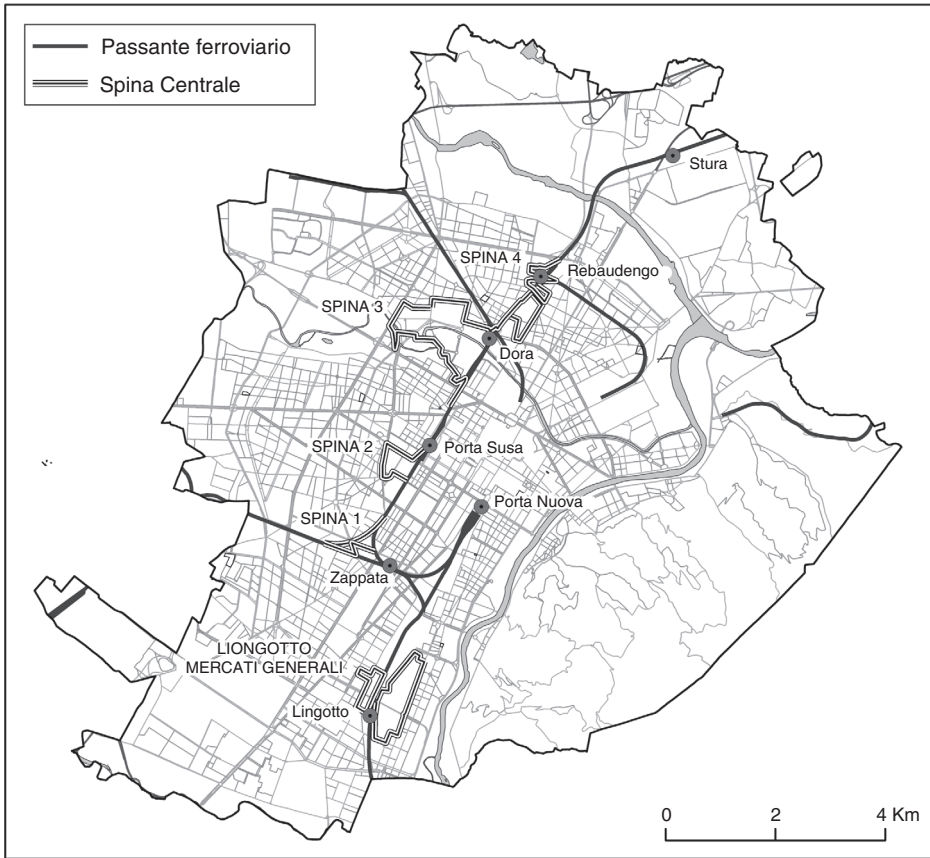 Passante ferroviario
Spina Centrale
Stura
SPINA 4
Rebaudengo
SPINA 3
Dora
SPINA 2
Porta Susa
Porta Nuova
SPINA 1
Zappata
LIONGOTTO
MERCATI GENERALI
Lingotto
0 2 4 Km